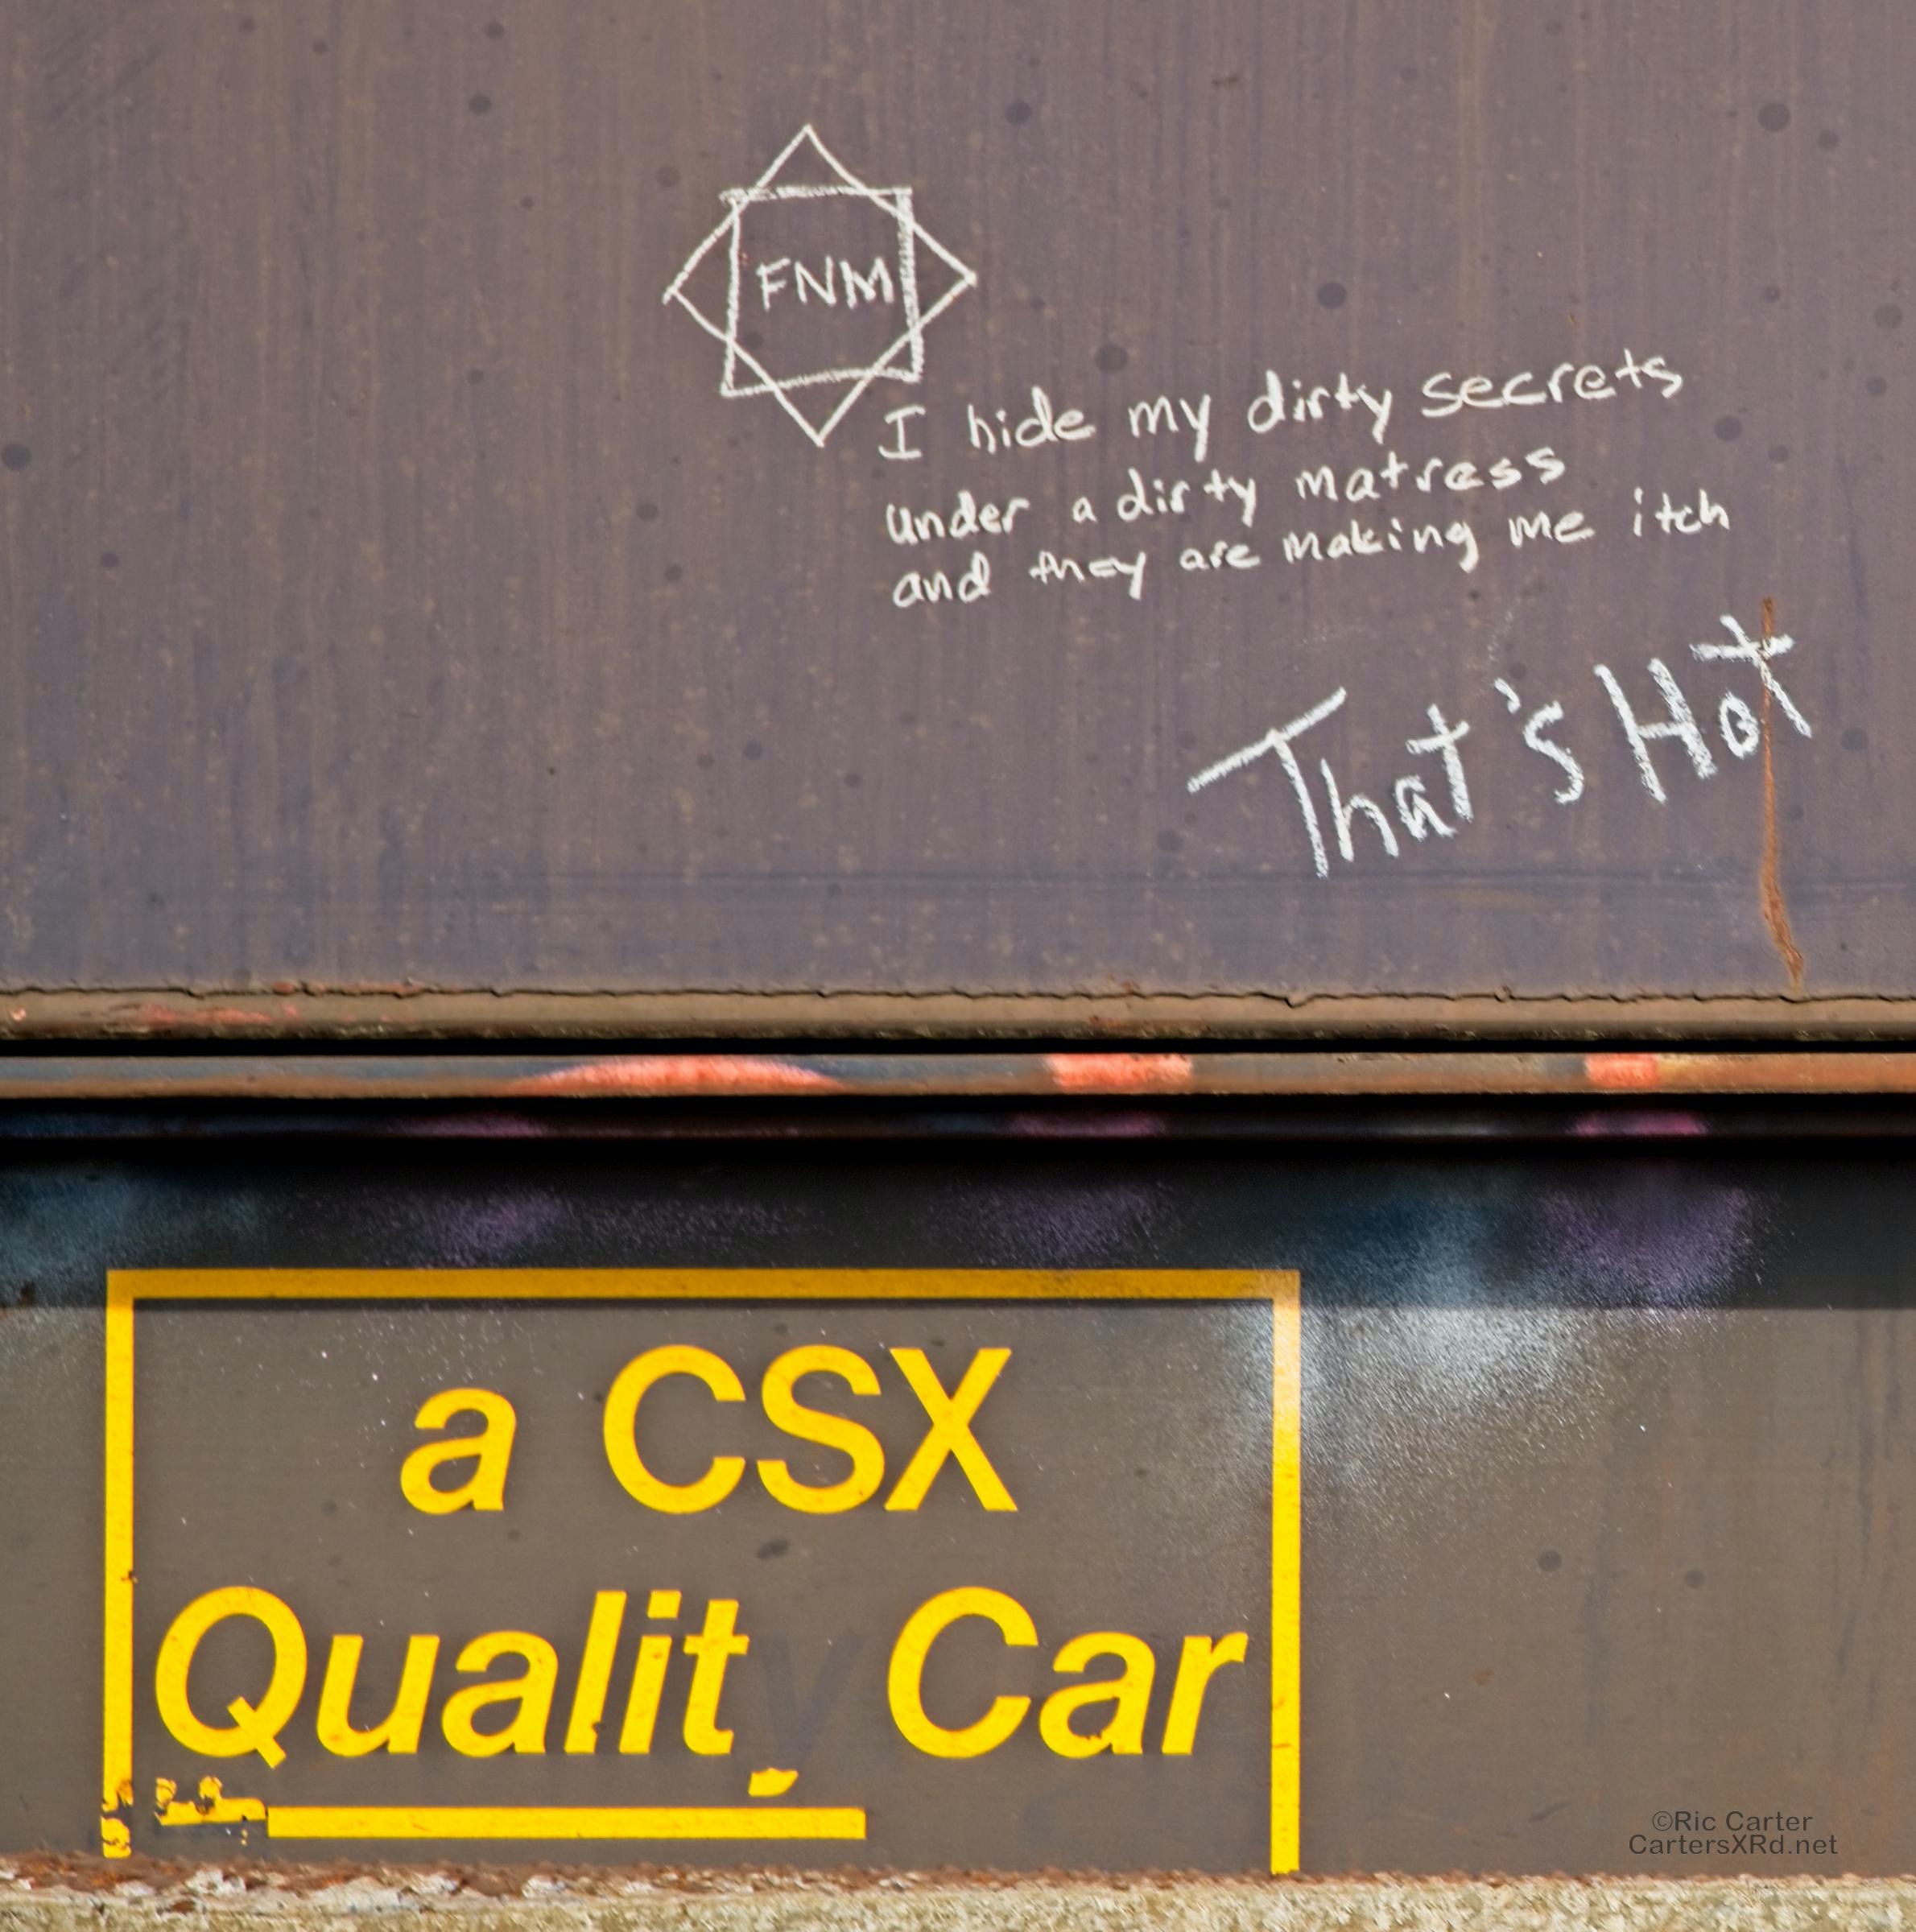 FNM
I hide my dirty secrets
under a dirty matress
and they are making me itch
That's Hot
a CSX
Quality Car
©Ric Carter
CartersXRd.net